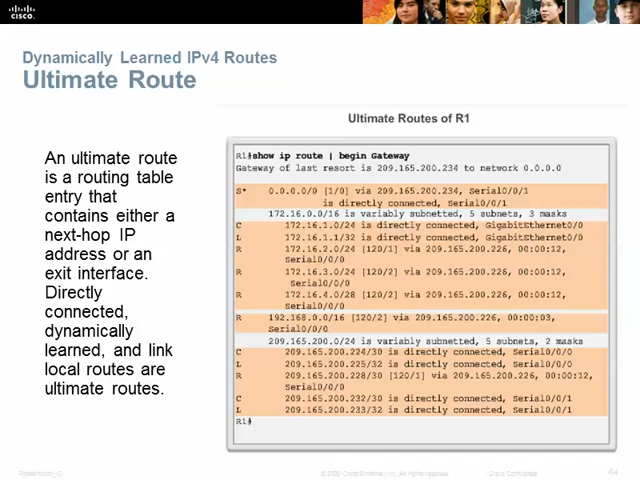 CISCO
Dynamically Learned IPv4 Routes
Ultimate Route
Ultimate Routes of R1
An ultimate route
is a routing table
entry that
contains either a
next-hop IP
address or an
exit interface.
Directly
connected,
dynamically
learned, and link
local routes are
ultimate routes.
R1#show ip route | begin Gateway
Gateway of last resort is 209.165.200.234 to network 0.0.0.0
S* 0.0.0.0/0 [1/0] via 209.165.200.234, Serial0/0/1
is directly connected, Serial0/0/1
172.16.0.0/16 is variably subnetted, 5 subnets, 3 masks
C 172.16.1.0/24 is directly connected, GigabitEthernet0/0
L 172.16.1.1/32 is directly connected, GigabitEthernet0/0
R 172.16.2.0/24 [120/1] via 209.165.200.226, 00:00:12,
Serial0/0/0
R 172.16.3.0/24 [120/2] via 209.165.200.226, 00:00:12,
Serial0/0/0
R 172.16.4.0/28 [120/2] via 209.165.200.226, 00:00:12,
Serial0/0/0
R 192.168.0.0/16 [120/2] via 209.165.200.226, 00:00:03,
Serial0/0/0
209.165.200.0/24 is variably subnetted, 5 subnets, 2 masks
C 209.165.200.224/30 is directly connected, Serial0/0/0
L 209.165.200.225/32 is directly connected, Serial0/0/0
R 209.165.200.228/30 [120/1] via 209.165.200.226, 00:00:12,
Serial0/0/0
C 209.165.200.232/30 is directly connected, Serial0/0/1
L 209.165.200.233/32 is directly connected, Serial0/0/1
R1#
Presentation_ID
Cisco Confidential
64